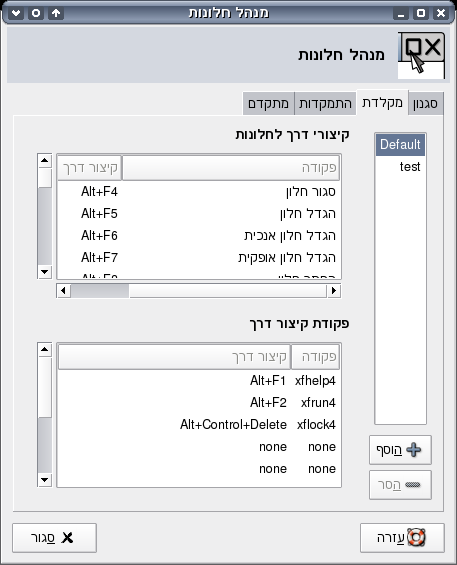 מנהל חלונות
מנהל חלונות
סגנון מקלדת התמקדות מתקדם
Default
test
הוסף
הסר
קיצורי דרך לחלונות
פקודה קיצור דרך
סגור חלון Alt+F4
הגדל חלון Alt+F5
הגדל חלון אנכית Alt+F6
הגדל חלון אופקית Alt+F7
פקודת קיצור דרך
פקודה קיצור דרך
xfhelp4 Alt+F1
xfrun4 Alt+F2
xflock4 Alt+Control+Delete
none none
none none
עזרה סגור